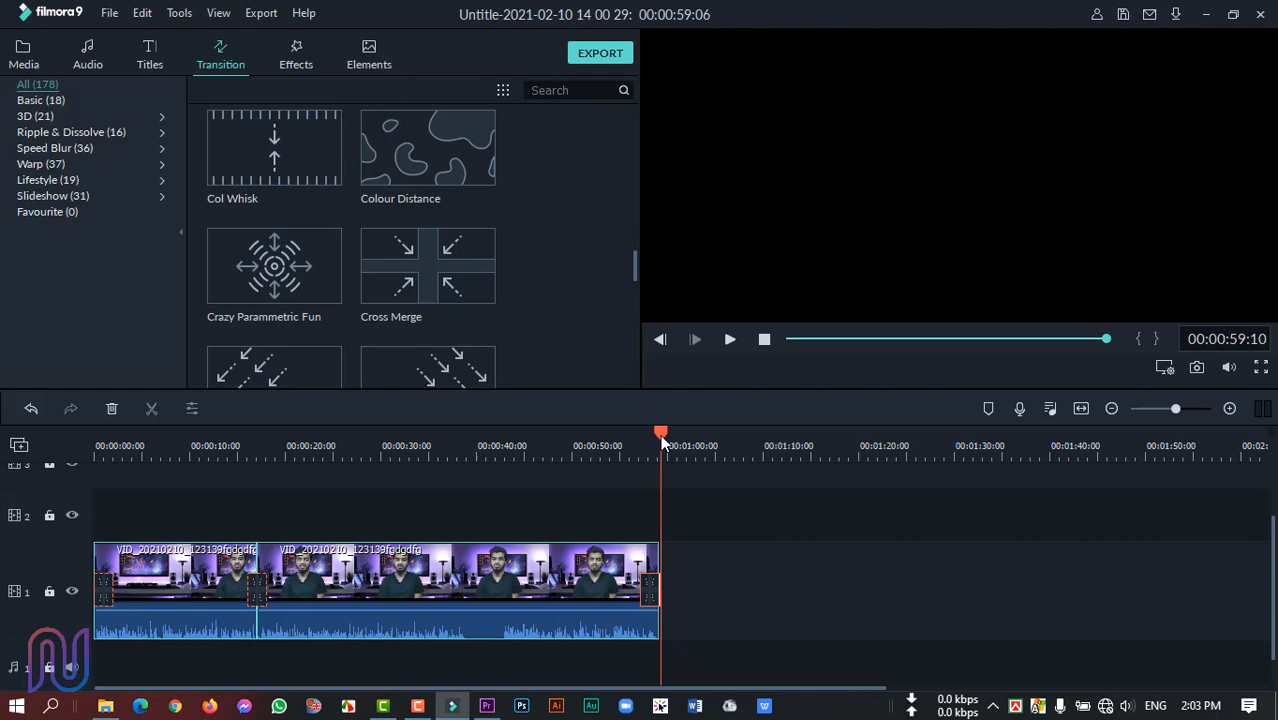 filmora9 File Edit Tools View Export Help Untitle-2021-02-10 14 00 29: 00:00:59:06
Media Audio Titles Transition Effects Elements EXPORT
All (178)
Basic (18)
3D (21)
Ripple & Dissolve (16)
Speed Blur (36)
Warp (37)
Lifestyle (19)
Slideshow (31)
Favourite (0)
Search
Col Whisk Colour Distance
Crazy Parammetric Fun Cross Merge
00:00:59:10
00:00:00:00 00:00:10:00 00:00:20:00 00:00:30:00 00:00:40:00 00:00:50:00 00:01:00:00 00:01:10:00 00:01:20:00 00:01:30:00 00:01:40:00 00:01:50:00 00:02:
3
2
VID_20210210_123139fgdgdfg VID_20210210_123139fgdgdfg
1
1
0.0 kbps
0.0 kbps
ENG 2:03 PM